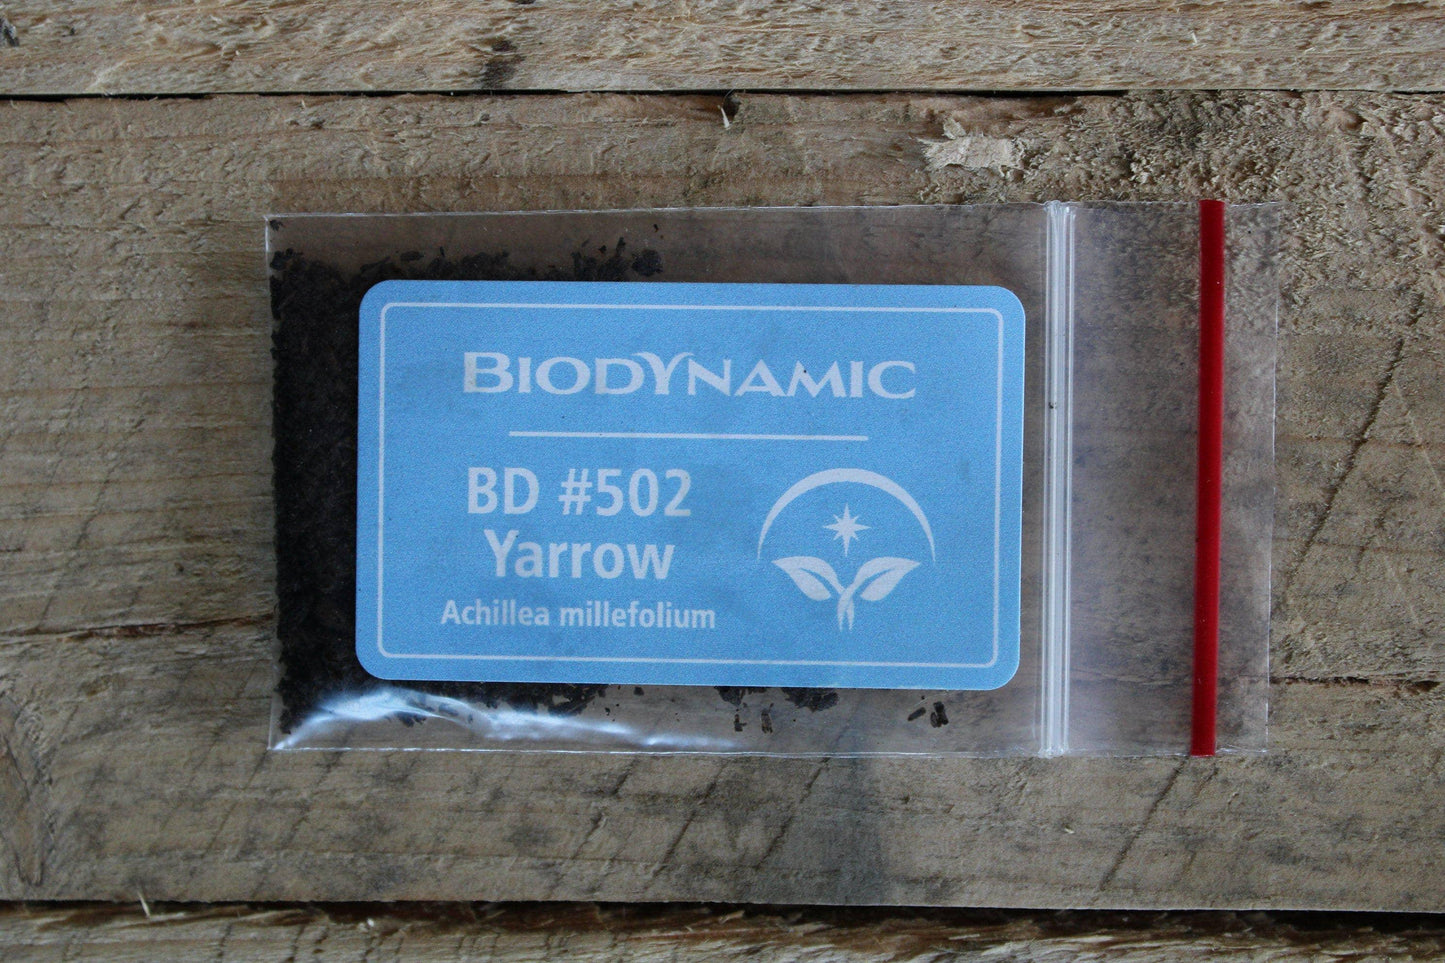 BIODYNAMIC
BD #502
Yarrow
Achillea millefolium